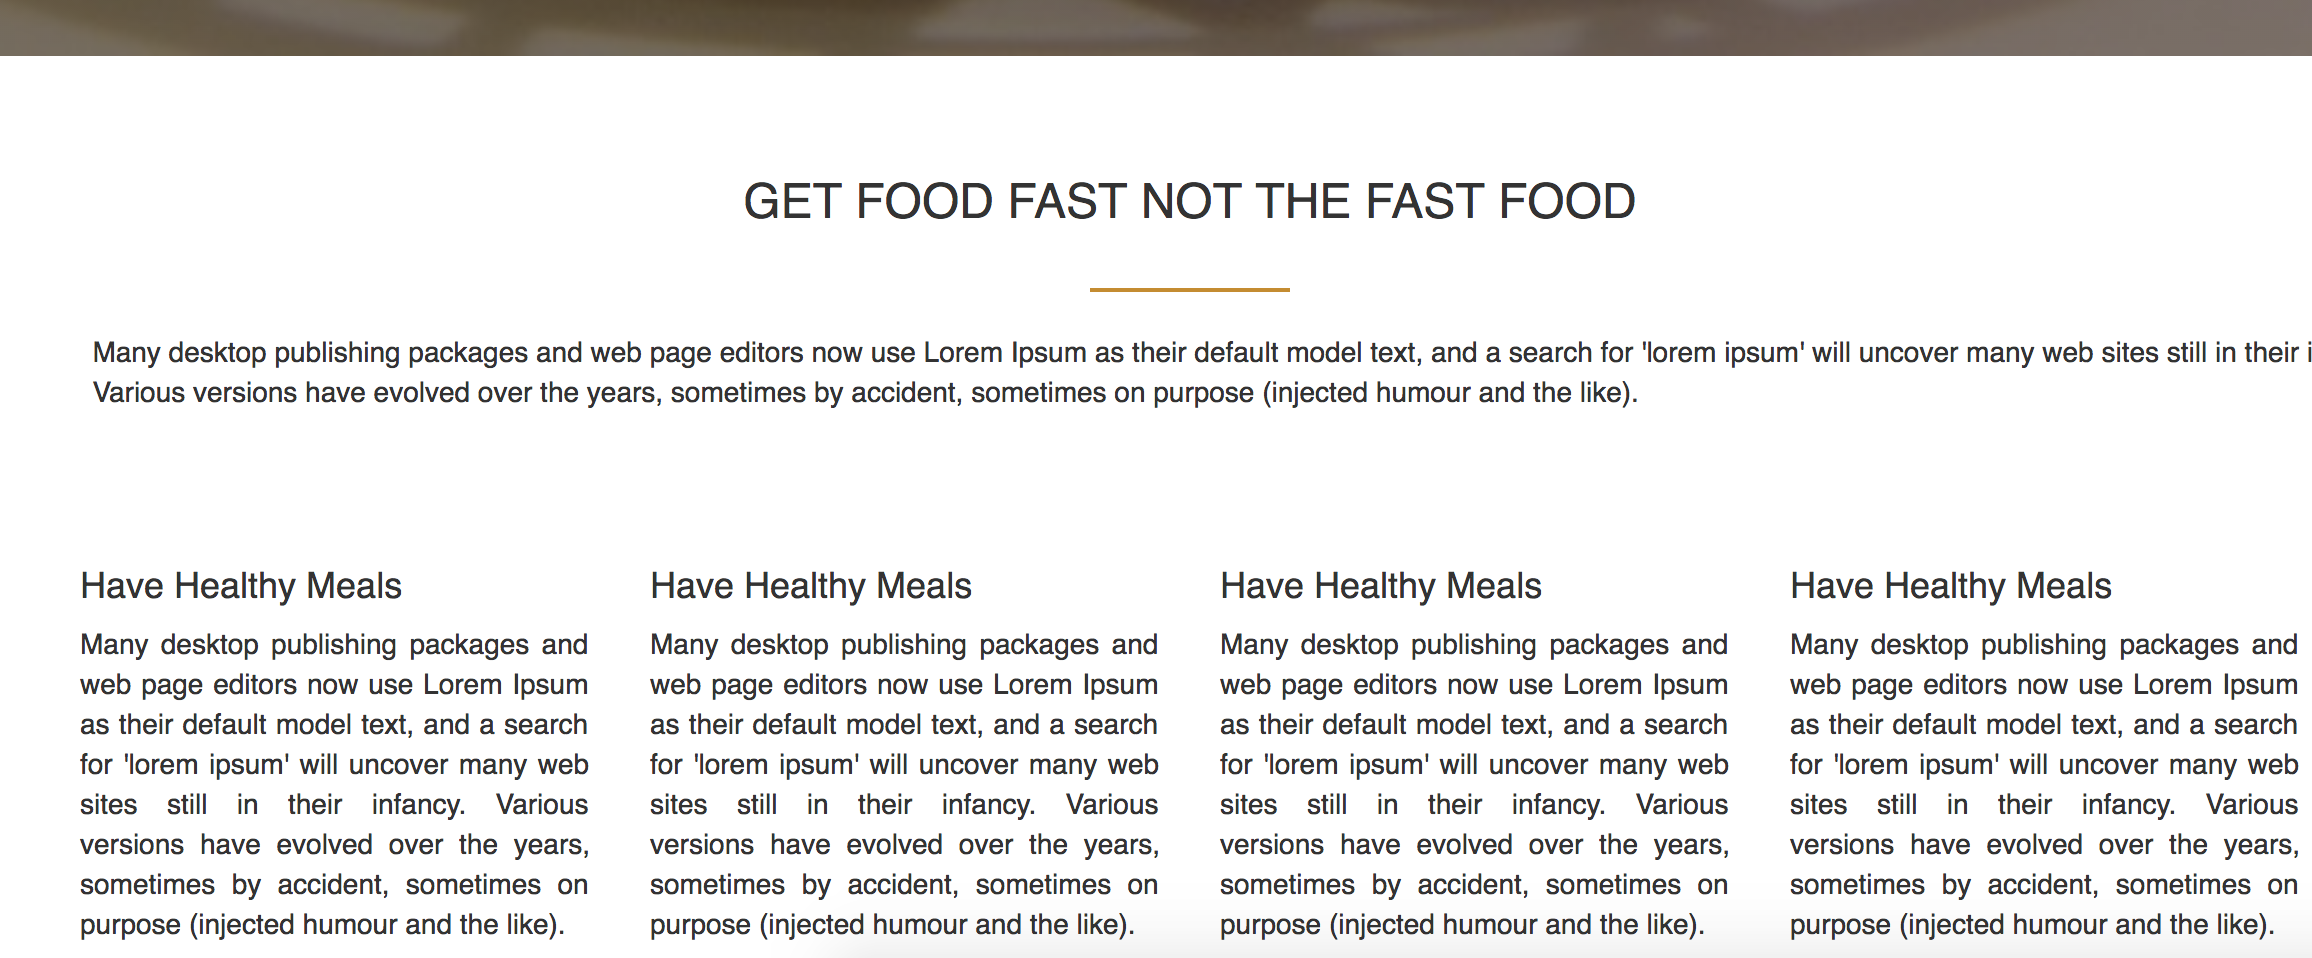 GET FOOD FAST NOT THE FAST FOOD
Many desktop publishing packages and web page editors now use Lorem Ipsum as their default model text, and a search for 'lorem ipsum' will uncover many web sites still in their
Various versions have evolved over the years, sometimes by accident, sometimes on purpose (injected humour and the like).
Have Healthy Meals
Many desktop publishing packages and
web page editors now use Lorem Ipsum
as their default model text, and a search
for 'lorem ipsum' will uncover many web
sites still in their infancy. Various
versions have evolved over the years,
sometimes by accident, sometimes on
purpose (injected humour and the like).
Have Healthy Meals
Many desktop publishing packages and
web page editors now use Lorem Ipsum
as their default model text, and a search
for 'lorem ipsum' will uncover many web
sites still in their infancy. Various
versions have evolved over the years,
sometimes by accident, sometimes on
purpose (injected humour and the like).
Have Healthy Meals
Many desktop publishing packages and
web page editors now use Lorem Ipsum
as their default model text, and a search
for 'lorem ipsum' will uncover many web
sites still in their infancy. Various
versions have evolved over the years,
sometimes by accident, sometimes on
purpose (injected humour and the like).
Have Healthy Meals
Many desktop publishing packages and
web page editors now use Lorem Ipsum
as their default model text, and a search
for 'lorem ipsum' will uncover many web
sites still in their infancy. Various
versions have evolved over the years,
sometimes by accident, sometimes on
purpose (injected humour and the like).